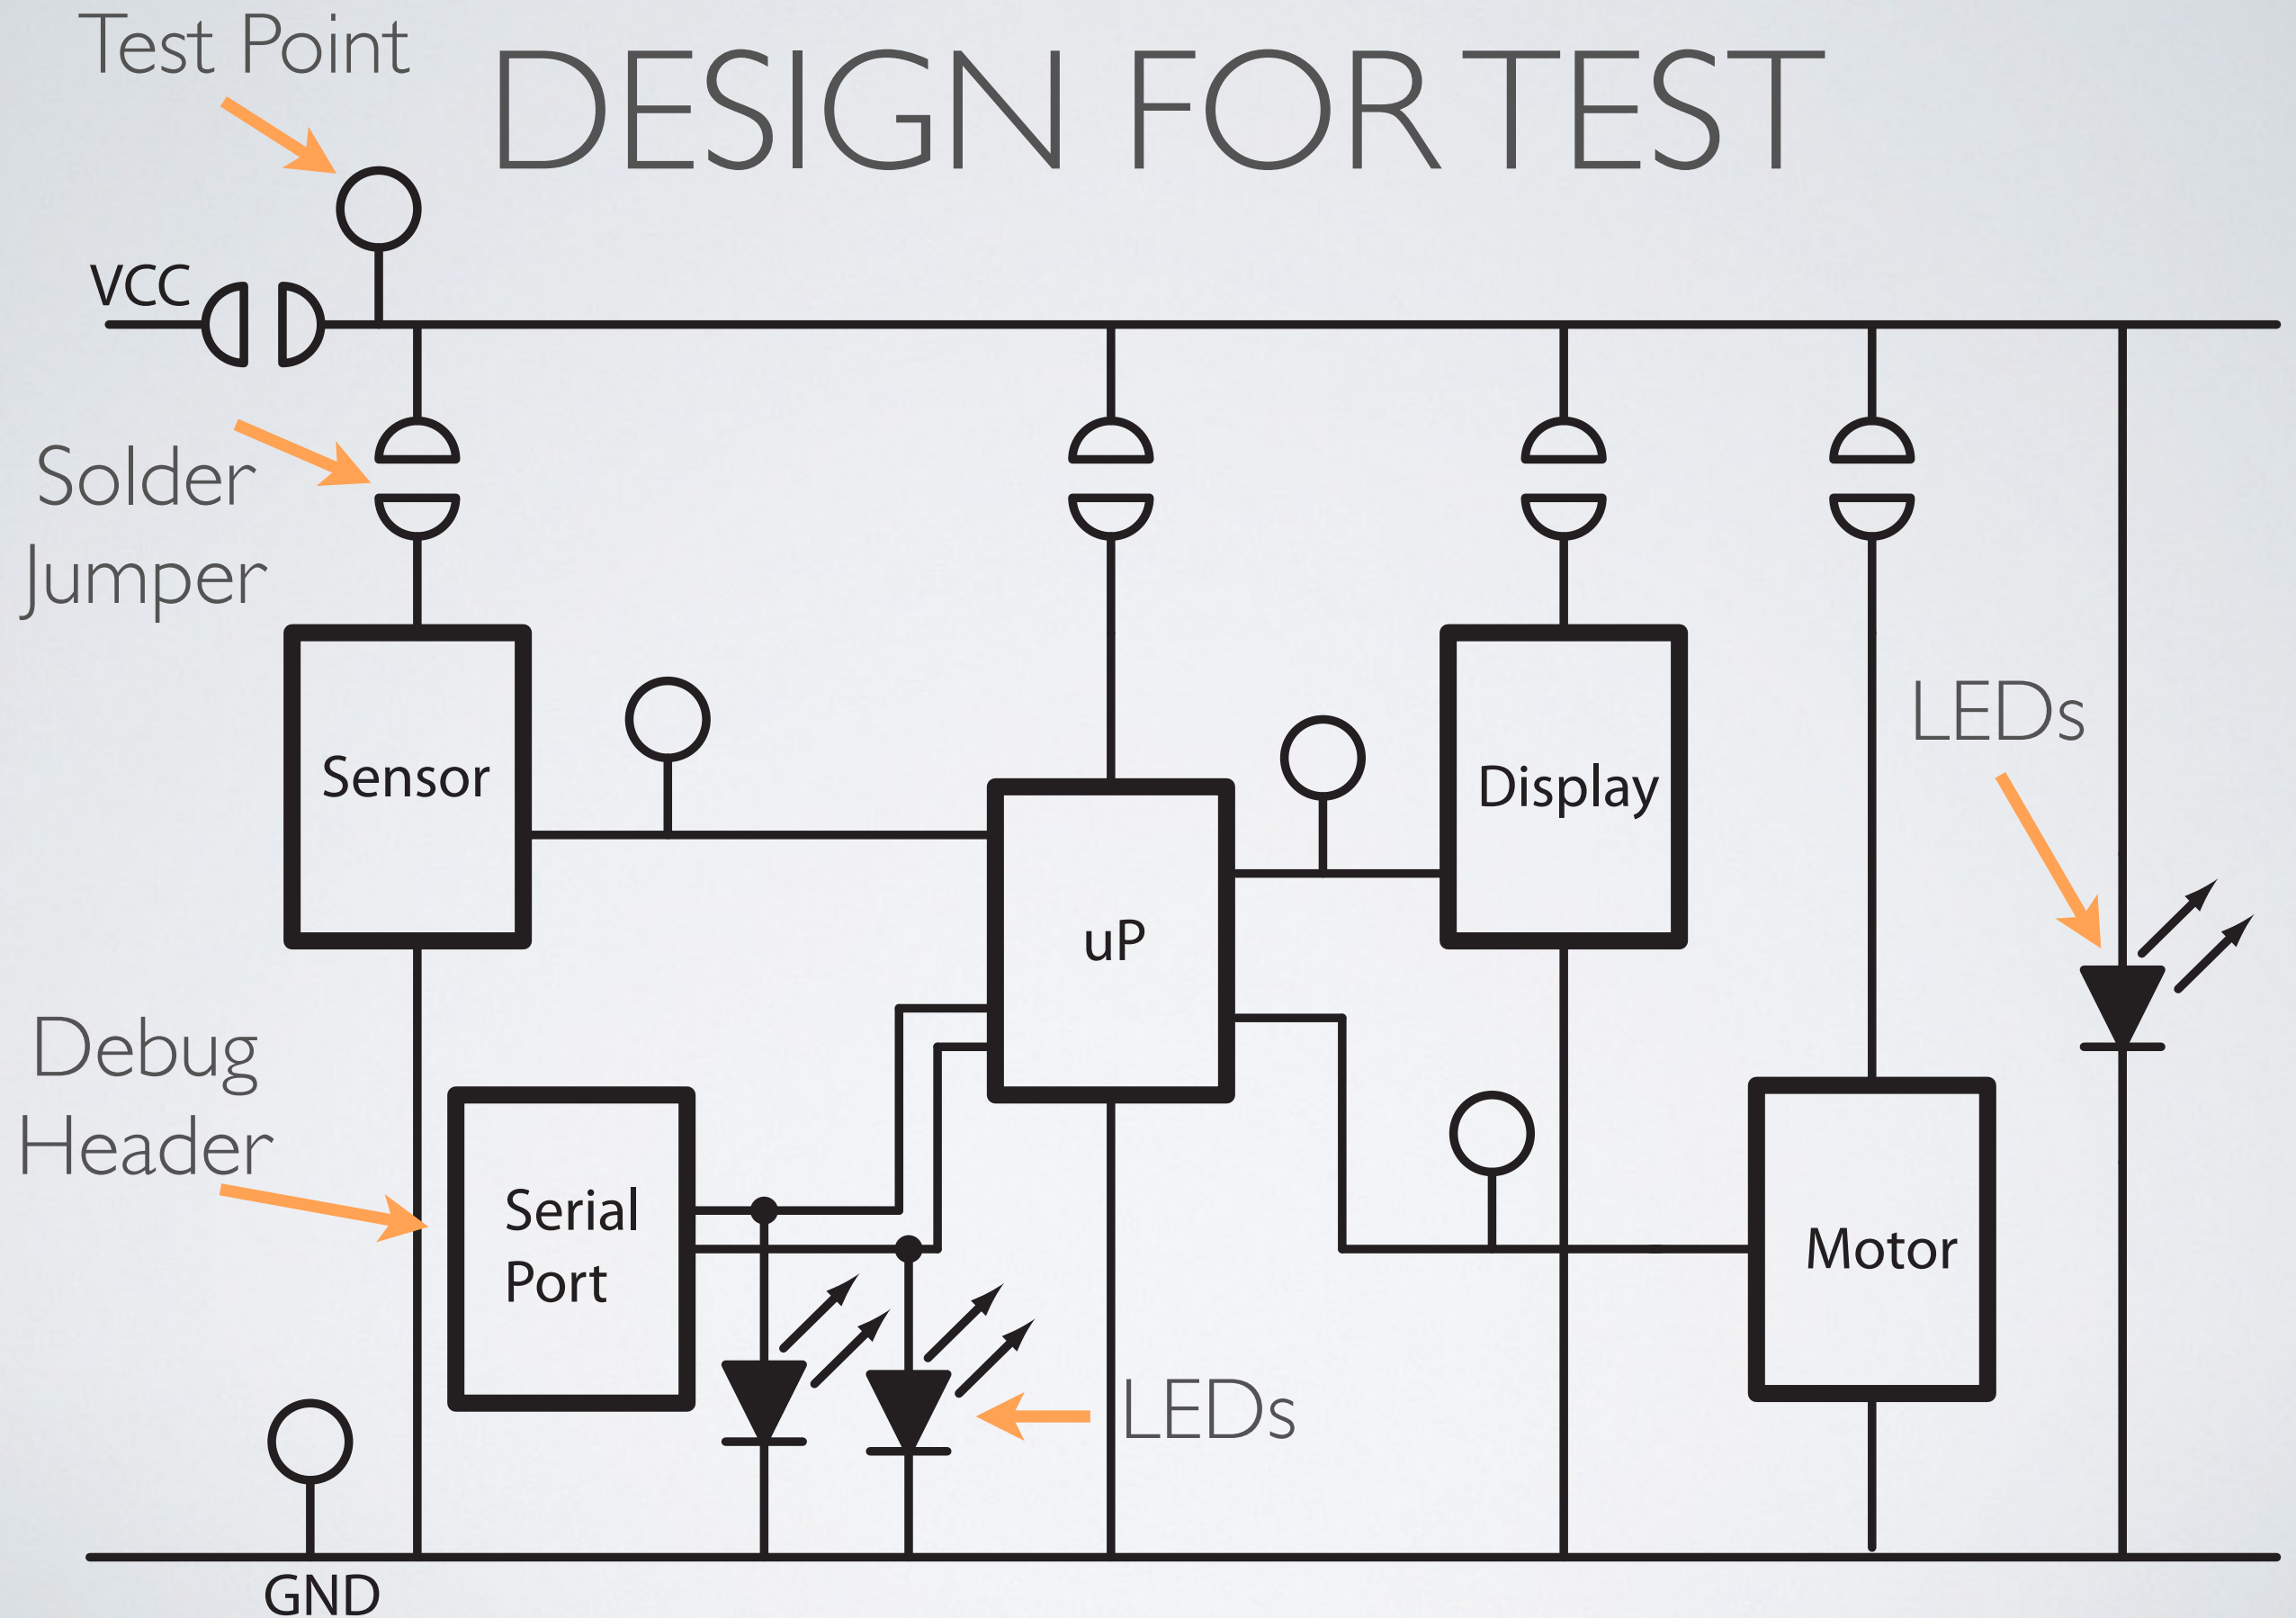 Test Point
DESIGN FOR TEST
VCC
Solder
Jumper
Sensor
Display
LEDs
uP
Debug
Header
Serial
Port
Motor
LEDs
GND